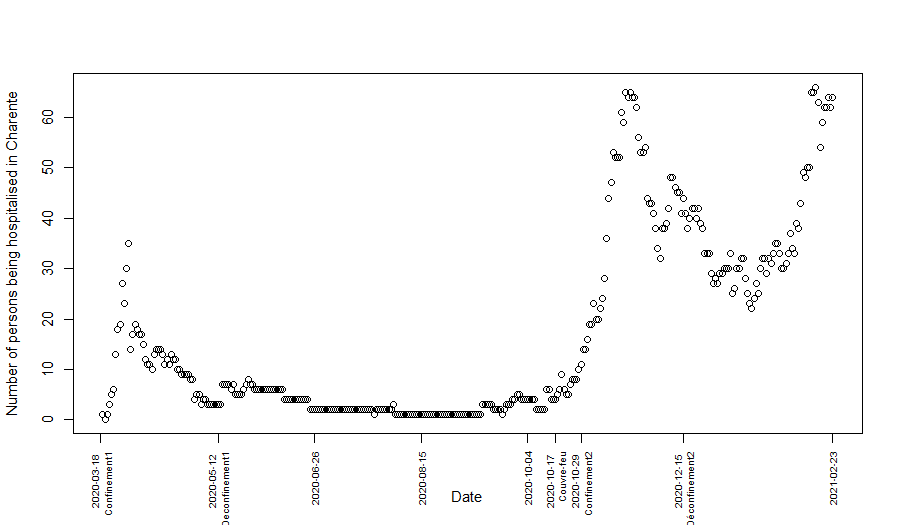 Number of persons being hospitalised in Charente
60
50
40
30
20
10
0
2020-03-18
Confinement1
2020-05-12
Deconfinement1
2020-06-26
2020-08-15
2020-10-04
2020-10-17
Couvre-feu
2020-10-29
Confinement2
2020-12-15
Déconfinement2
2021-02-23
Date